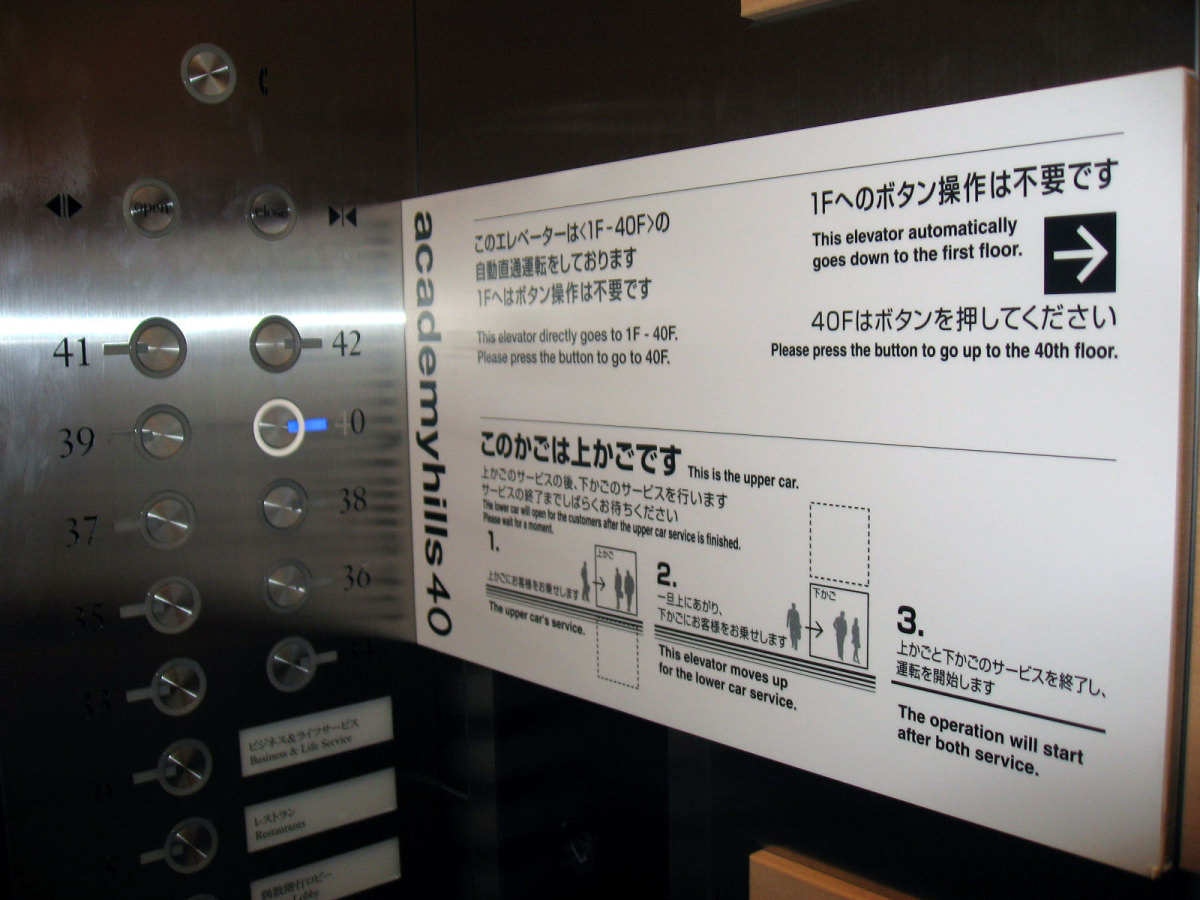 open
close
41
42
39
40
37
38
35
36
33
34
ビジネス&ライフサービス
Business & Life Service
レストラン
Restaurants
Lobby
academyhills40
このエレベーターは〈1F-40F〉の
自動直通運転をしております
1Fへはボタン操作は不要です
This elevator directly goes to 1F - 40F.
Please press the button to go to 40F.
1Fへのボタン操作は不要です
This elevator automatically
goes down to the first floor.
40Fはボタンを押してください
Please press the button to go up to the 40th floor.
このかごは上かごです This is the upper car.
上かごのサービスの後、下かごのサービスを行います
サービスの終了までしばらくお待ちください
The lower car will open for the customers after the upper car service is finished.
Please wait for a moment.
1.
上かご
上かごにお客様をお乗せします
The upper car's service.
2.
一旦上にあがり、
下かごにお客様をお乗せします
下かご
This elevator moves up
for the lower car service.
3.
上かごと下かごのサービスを終了し、
運転を開始します
The operation will start
after both service.